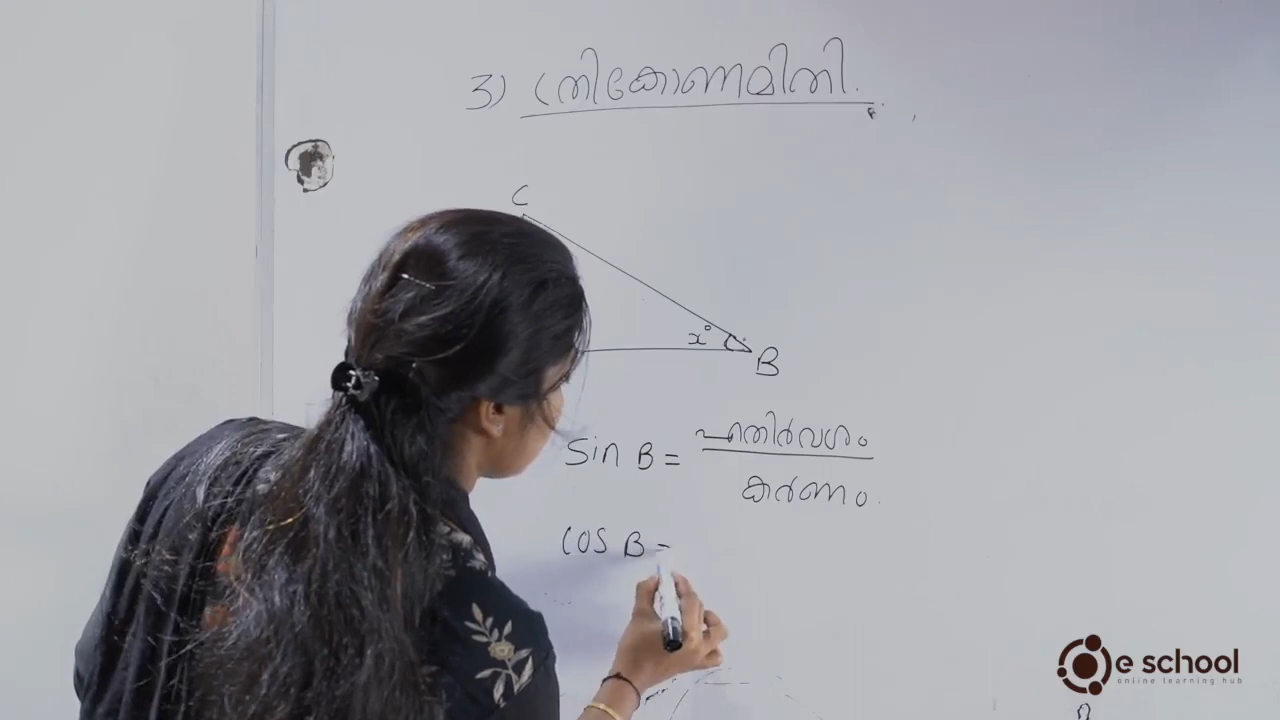 3) ത്രികോണമിതി.
C
x°
B
Sin B = എതിർവശം
കർണം.
Cos B =
e school
online learning hub